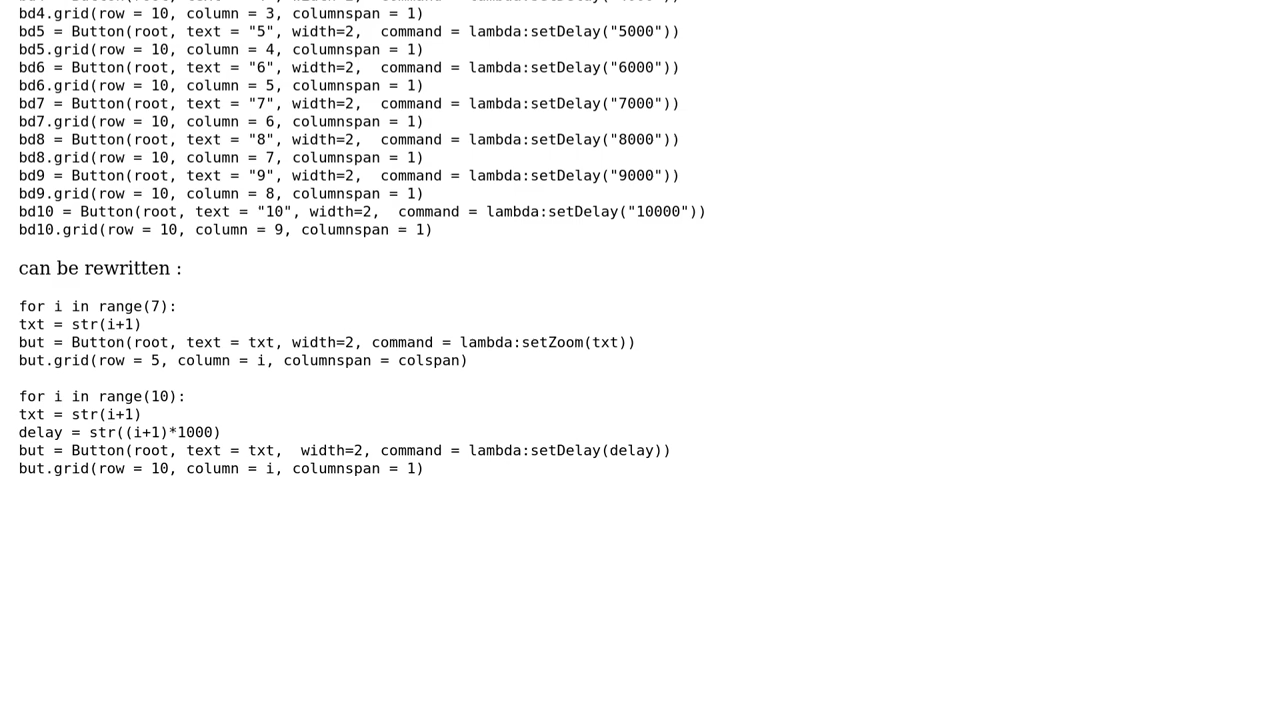 bd4.grid(row = 10, column = 3, columnspan = 1)
bd5 = Button(root, text = "5", width=2,  command = lambda:setDelay("5000"))
bd5.grid(row = 10, column = 4, columnspan = 1)
bd6 = Button(root, text = "6", width=2,  command = lambda:setDelay("6000"))
bd6.grid(row = 10, column = 5, columnspan = 1)
bd7 = Button(root, text = "7", width=2,  command = lambda:setDelay("7000"))
bd7.grid(row = 10, column = 6, columnspan = 1)
bd8 = Button(root, text = "8", width=2,  command = lambda:setDelay("8000"))
bd8.grid(row = 10, column = 7, columnspan = 1)
bd9 = Button(root, text = "9", width=2,  command = lambda:setDelay("9000"))
bd9.grid(row = 10, column = 8, columnspan = 1)
bd10 = Button(root, text = "10", width=2,  command = lambda:setDelay("10000"))
bd10.grid(row = 10, column = 9, columnspan = 1)
can be rewritten :
for i in range(7):
txt = str(i+1)
but = Button(root, text = txt, width=2, command = lambda:setZoom(txt))
but.grid(row = 5, column = i, columnspan = colspan)
for i in range(10):
txt = str(i+1)
delay = str((i+1)*1000)
but = Button(root, text = txt,  width=2, command = lambda:setDelay(delay))
but.grid(row = 10, column = i, columnspan = 1)